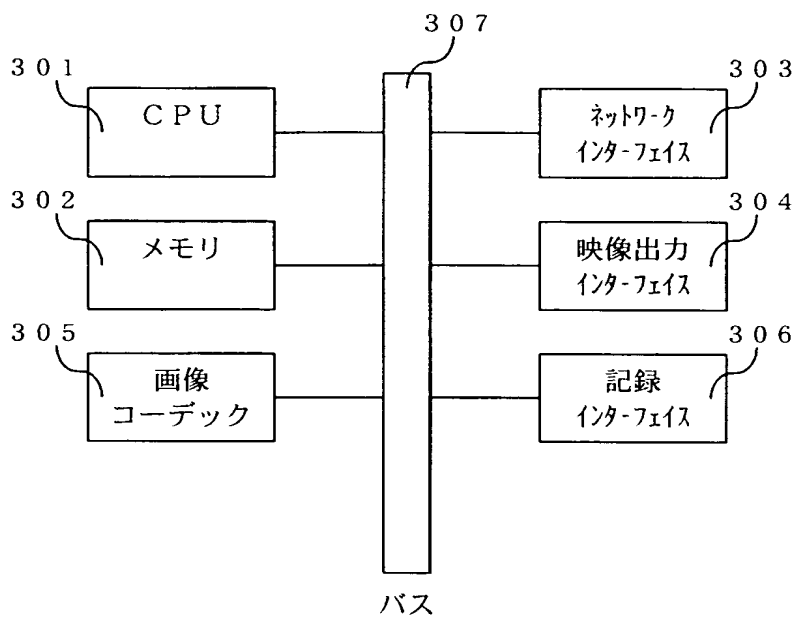 ３０７
３０１
ＣＰＵ
３０３
ﾈｯﾄﾜｰｸ
ｲﾝﾀｰﾌｪｲｽ
３０２
メモリ
３０４
映像出力
ｲﾝﾀｰﾌｪｲｽ
３０５
画像
コーデック
３０６
記録
ｲﾝﾀｰﾌｪｲｽ
バス